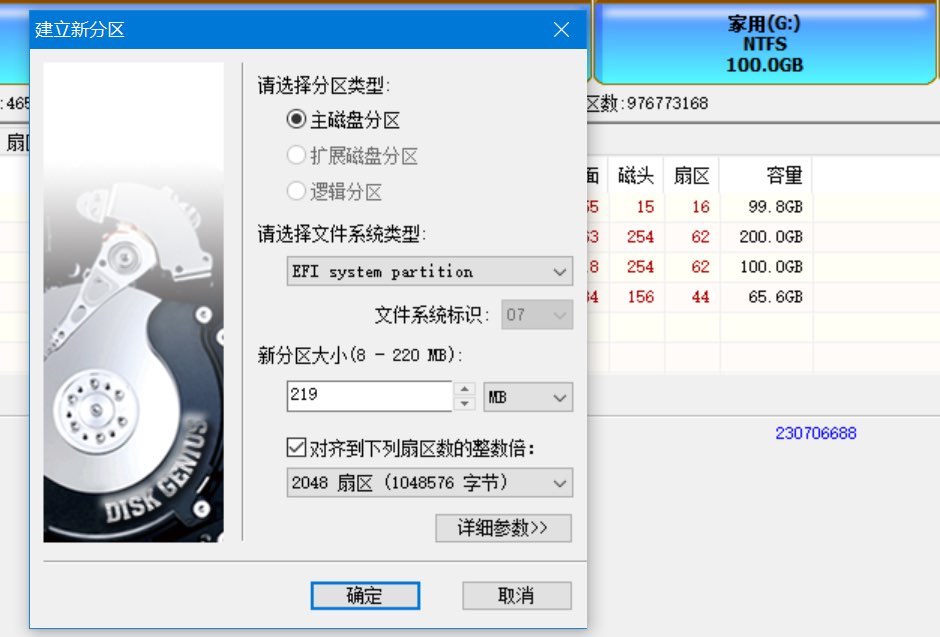 建立新分区
家用(G:)
NTFS
100.0GB
请选择分区类型:
主磁盘分区
扩展磁盘分区
逻辑分区
请选择文件系统类型:
EFI system partition
文件系统标识: 07
新分区大小(8 - 220 MB):
219 MB
对齐到下列扇区数的整数倍:
2048 扇区 (1048576 字节)
详细参数>>
确定 取消
DISK GENIUS
:465
区数:976773168
扇
面 磁头 扇区 容量
15 16 99.8GB
254 62 200.0GB
254 62 100.0GB
156 44 65.6GB
230706688